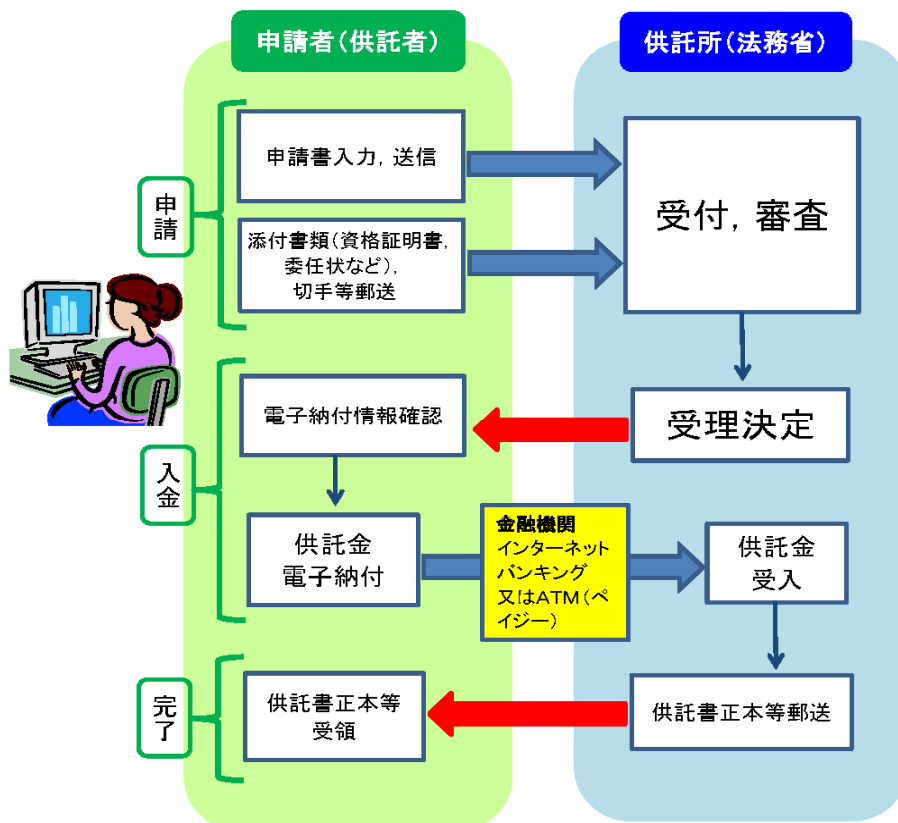 申請者(供託者)
供託所(法務省)
申請
申請書入力，送信
添付書類(資格証明書，
委任状など)，
切手等郵送
受付，審査
入金
電子納付情報確認
受理決定
供託金
電子納付
金融機関
インターネット
バンキング
又はATM(ペ
イジー)
供託金
受入
完了
供託書正本等
受領
供託書正本等郵送